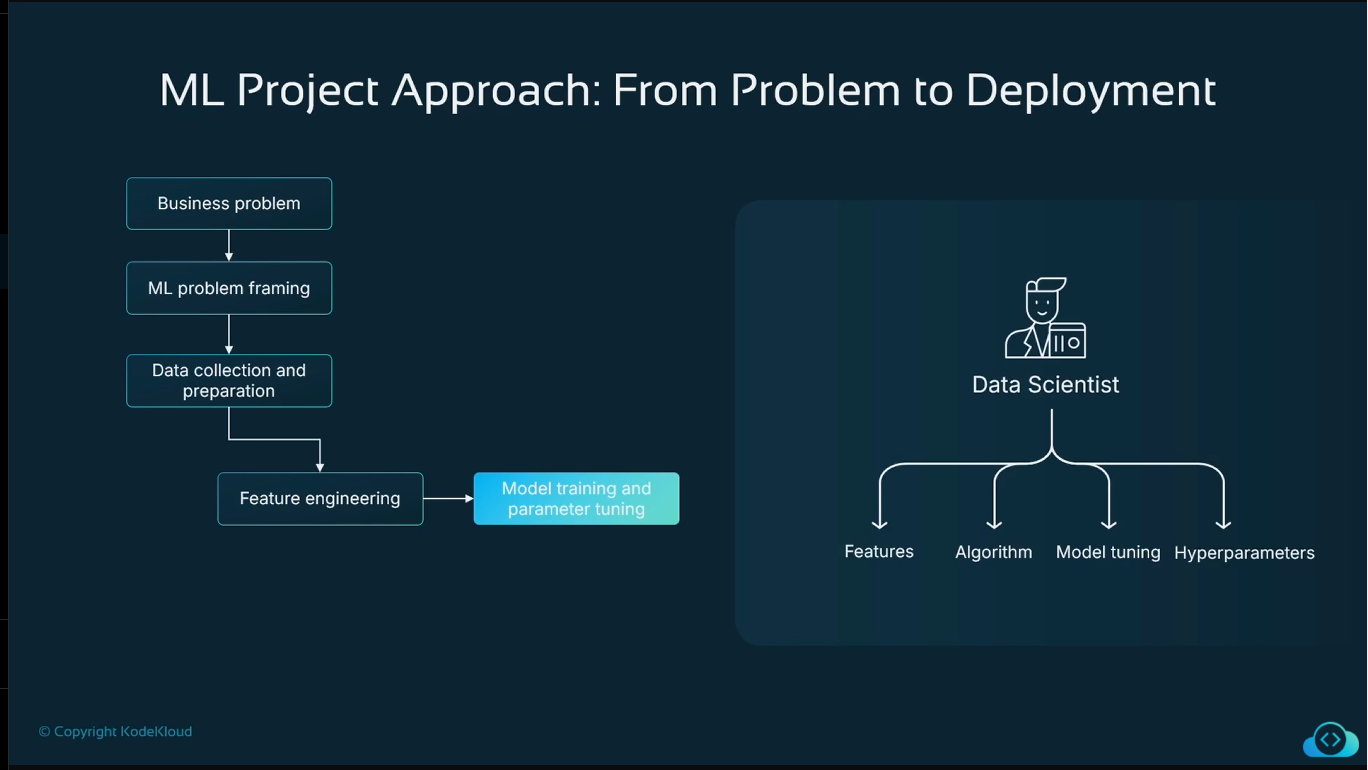 ML Project Approach: From Problem to Deployment
Business problem
ML problem framing
Data collection and
preparation
Feature engineering
Model training and
parameter tuning
Data Scientist
Features
Algorithm
Model tuning
Hyperparameters
© Copyright KodeKloud